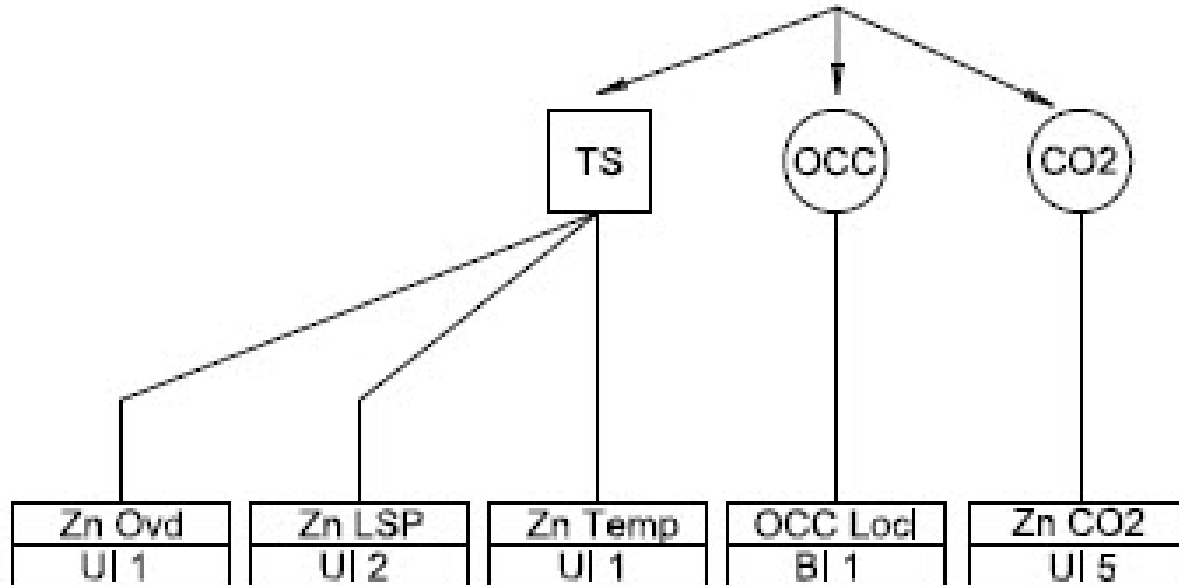 TS OCC CO2
Zn Ovd Zn LSP Zn Temp OCC Loc Zn CO2
UI 1 UI 2 UI 1 BI 1 UI 5